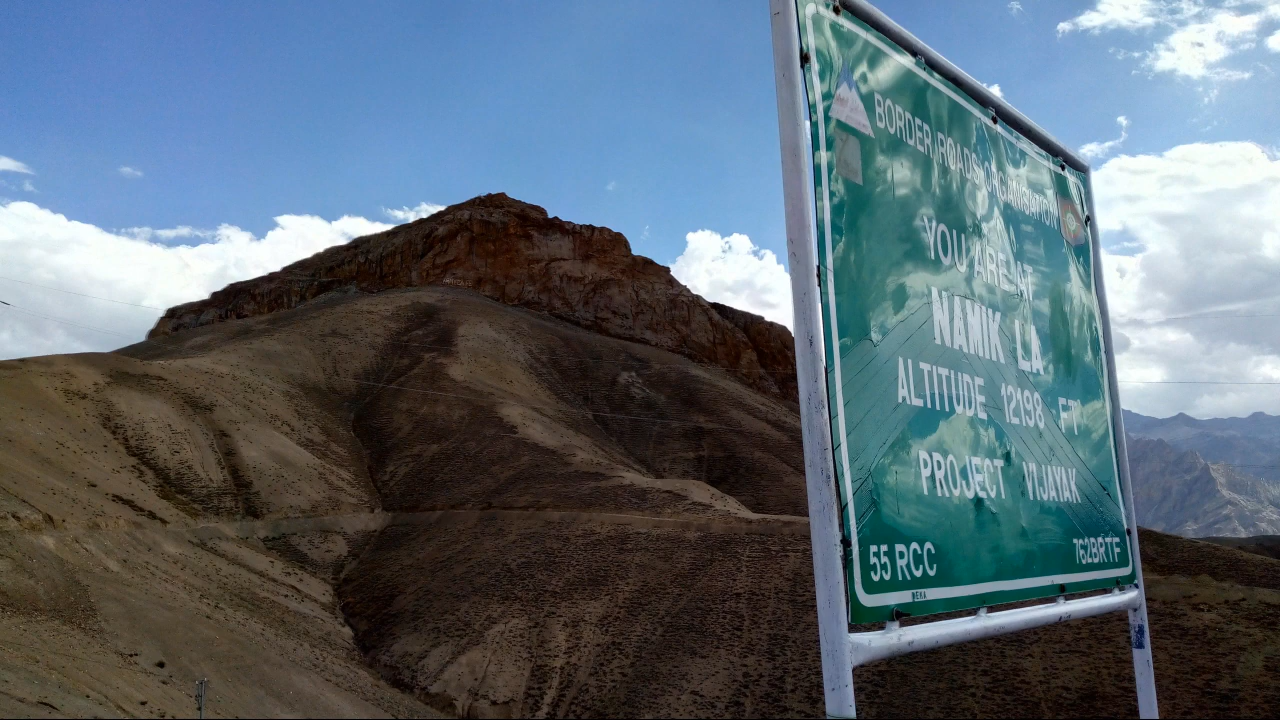 BORDER ROADS ORGANISATION
YOU ARE AT
NAMIK LA
ALTITUDE 12198 FT
PROJECT VIJAYAK
55 RCC
762BRTF